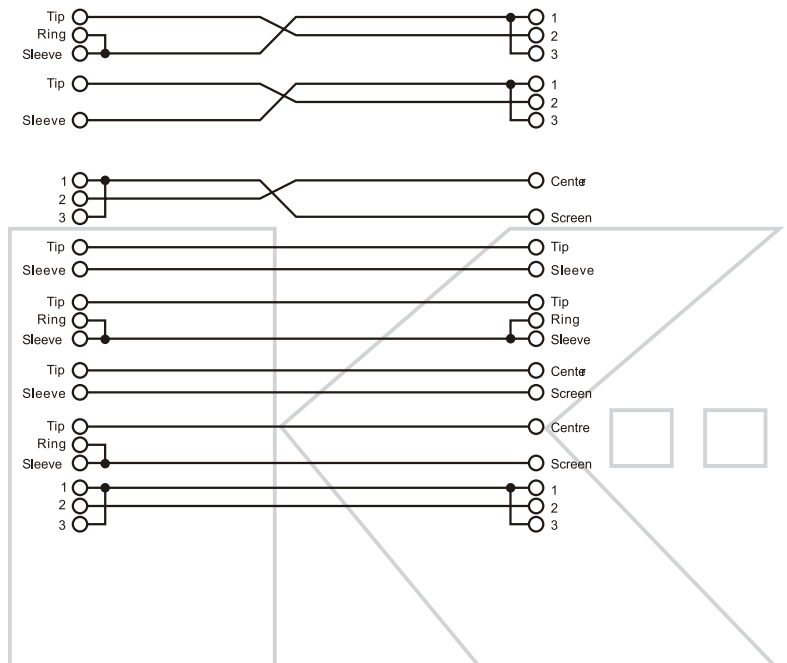 Tip 1
Ring 2
Sleeve 3
Tip 1
2
Sleeve 3
1 Center
2
3 Screen
Tip Tip
Sleeve Sleeve
Tip Tip
Ring Ring
Sleeve Sleeve
Tip Center
Sleeve Screen
Tip Centre
Ring
Sleeve Screen
1 1
2 2
3 3